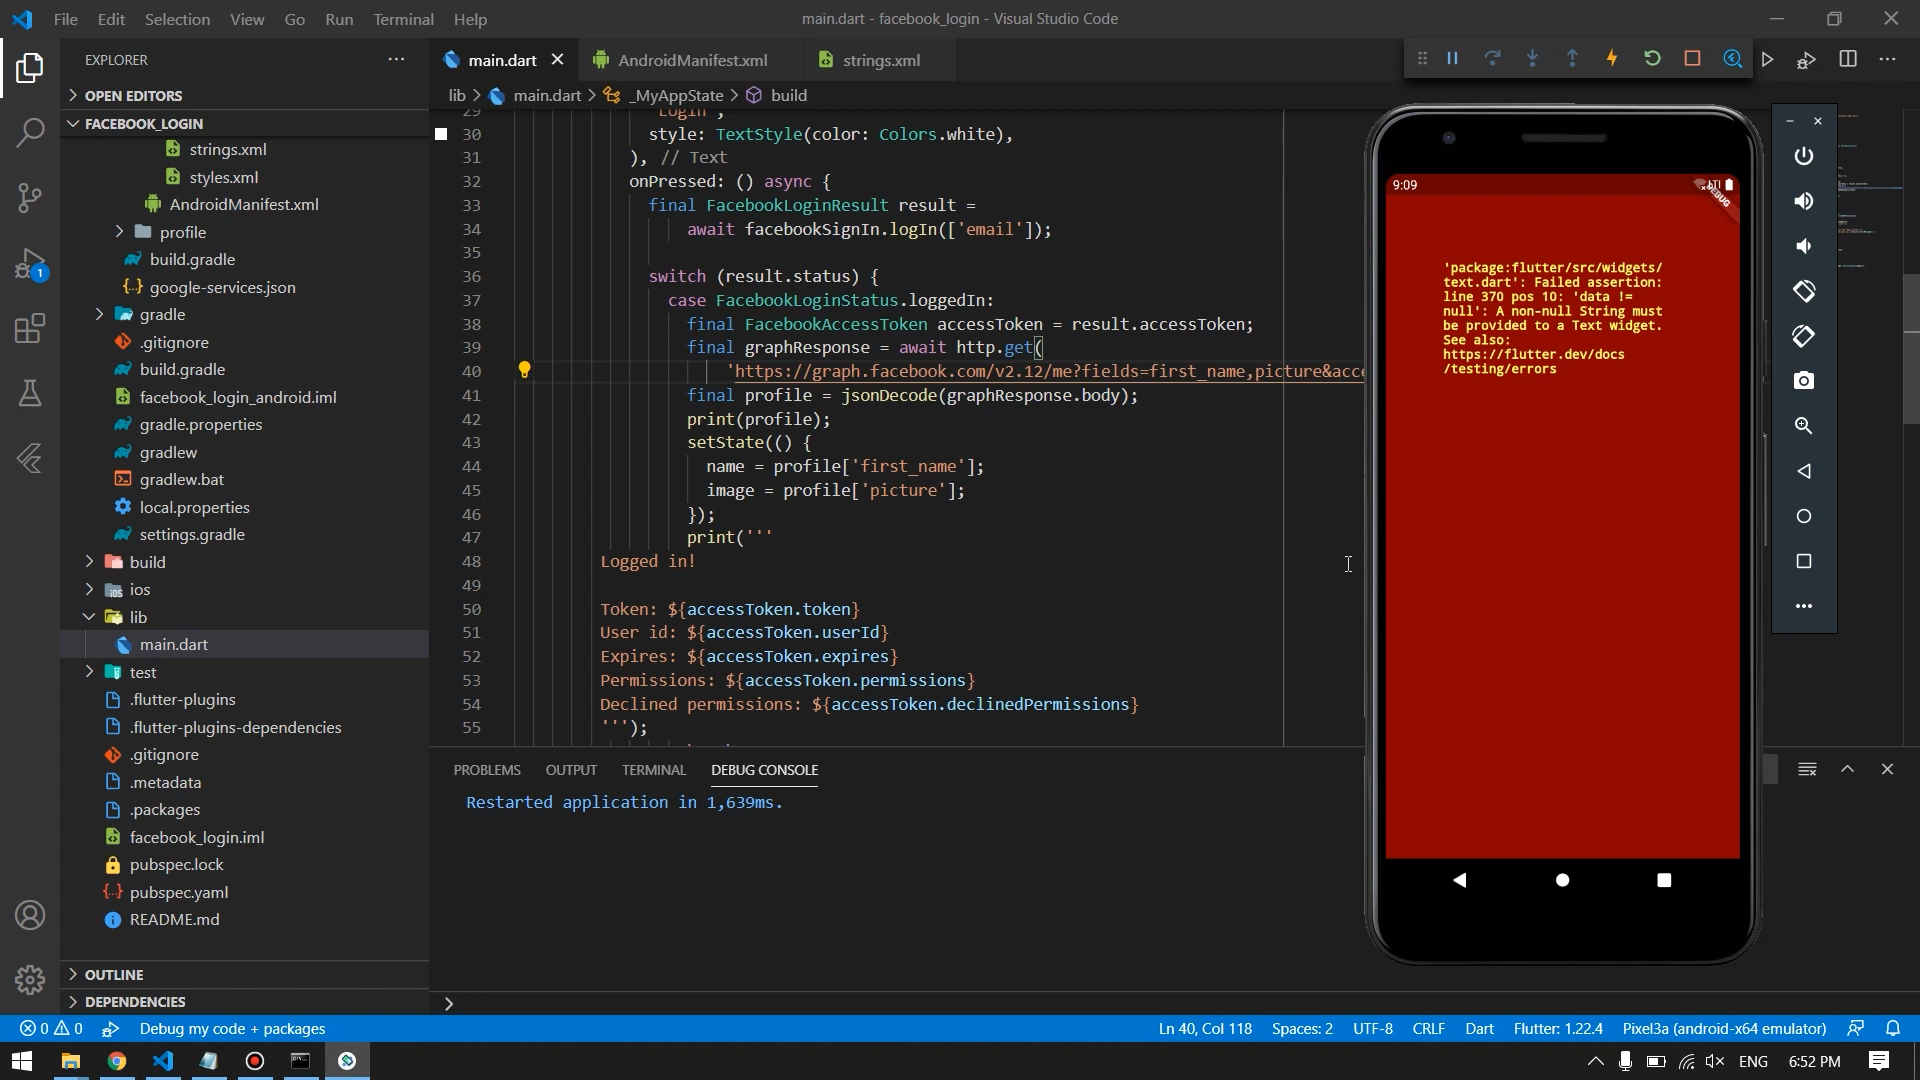 File Edit Selection View Go Run Terminal Help
main.dart - facebook_login - Visual Studio Code
EXPLORER
OPEN EDITORS
FACEBOOK_LOGIN
strings.xml
styles.xml
AndroidManifest.xml
profile
build.gradle
google-services.json
gradle
.gitignore
build.gradle
facebook_login_android.iml
gradle.properties
gradlew
gradlew.bat
local.properties
settings.gradle
build
ios
lib
main.dart
test
.flutter-plugins
.flutter-plugins-dependencies
.gitignore
.metadata
.packages
facebook_login.iml
pubspec.lock
pubspec.yaml
README.md
OUTLINE
DEPENDENCIES
1
main.dart AndroidManifest.xml strings.xml
lib > main.dart > _MyAppState > build
29 "Login",
30 style: TextStyle(color: Colors.white),
31 ), // Text
32 onPressed: () async {
33 final FacebookLoginResult result =
34 await facebookSignIn.logIn(['email']);
35
36 switch (result.status) {
37 case FacebookLoginStatus.loggedIn:
38 final FacebookAccessToken accessToken = result.accessToken;
39 final graphResponse = await http.get(
40 'https://graph.facebook.com/v2.12/me?fields=first_name,picture&acce
41 final profile = jsonDecode(graphResponse.body);
42 print(profile);
43 setState(() {
44 name = profile['first_name'];
45 image = profile['picture'];
46 });
47 print('''
48 Logged in!
49
50 Token: ${accessToken.token}
51 User id: ${accessToken.userId}
52 Expires: ${accessToken.expires}
53 Permissions: ${accessToken.permissions}
54 Declined permissions: ${accessToken.declinedPermissions}
55 ''');
PROBLEMS OUTPUT TERMINAL DEBUG CONSOLE
Restarted application in 1,639ms.
9:09
DEBUG
'package:flutter/src/widgets/
text.dart': Failed assertion:
line 370 pos 10: 'data !=
null': A non-null String must
be provided to a Text widget.
See also:
https://flutter.dev/docs
/testing/errors
0 0 Debug my code + packages
Ln 40, Col 118 Spaces: 2 UTF-8 CRLF Dart Flutter: 1.22.4 Pixel3a (android-x64 emulator)
ENG 6:52 PM